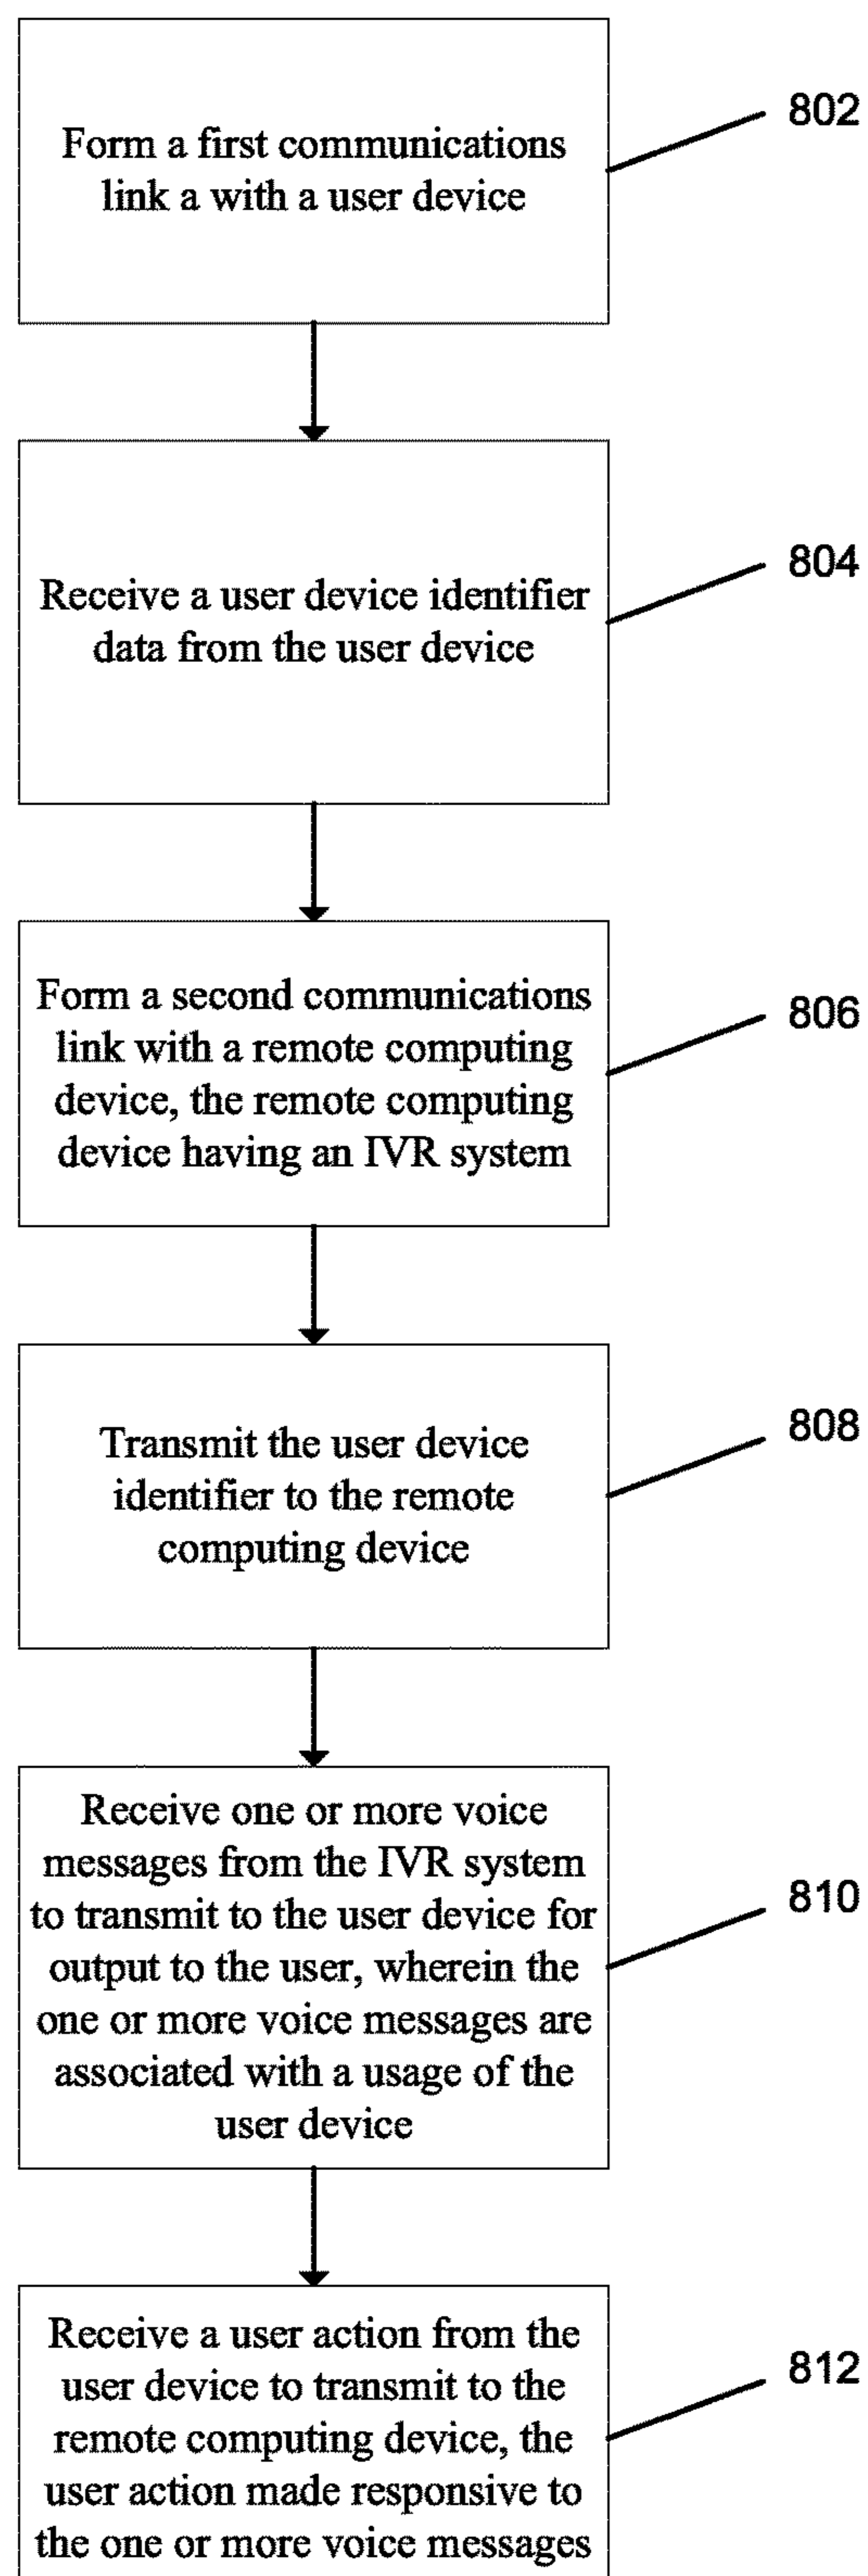 Form a first communications
link a with a user device
802
Receive a user device identifier
data from the user device
804
Form a second communications
link with a remote computing
device, the remote computing
device having an IVR system
806
Transmit the user device
identifier to the remote
computing device
808
Receive one or more voice
messages from the IVR system
to transmit to the user device for
output to the user, wherein the
one or more voice messages are
associated with a usage of the
user device
810
Receive a user action from the
user device to transmit to the
remote computing device, the
user action made responsive to
the one or more voice messages
812